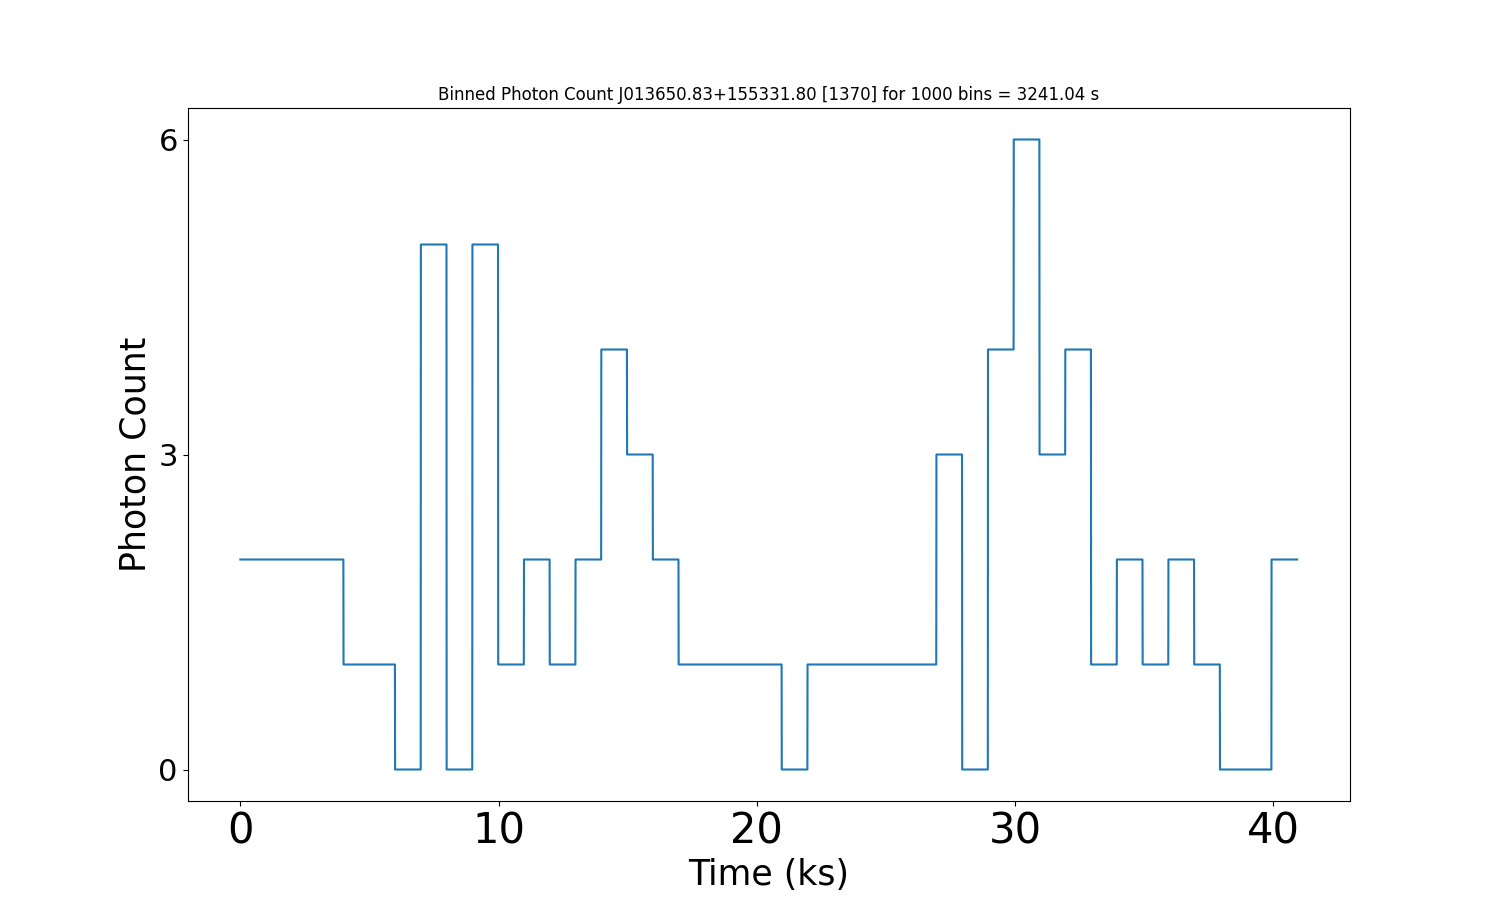 Binned Photon Count J013650.83+155331.80 [1370] for 1000 bins = 3241.04 s
6
3
0
Photon Count
0 10 20 30 40
Time (ks)